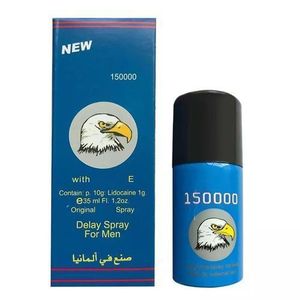 NEW
150000
with E
Contain: p. 10g: Lidocaine 1g.
℮35 ml Fl. 1,2oz.
Original Spray
Delay Spray
For Men
صنع في ألمانيا
150000